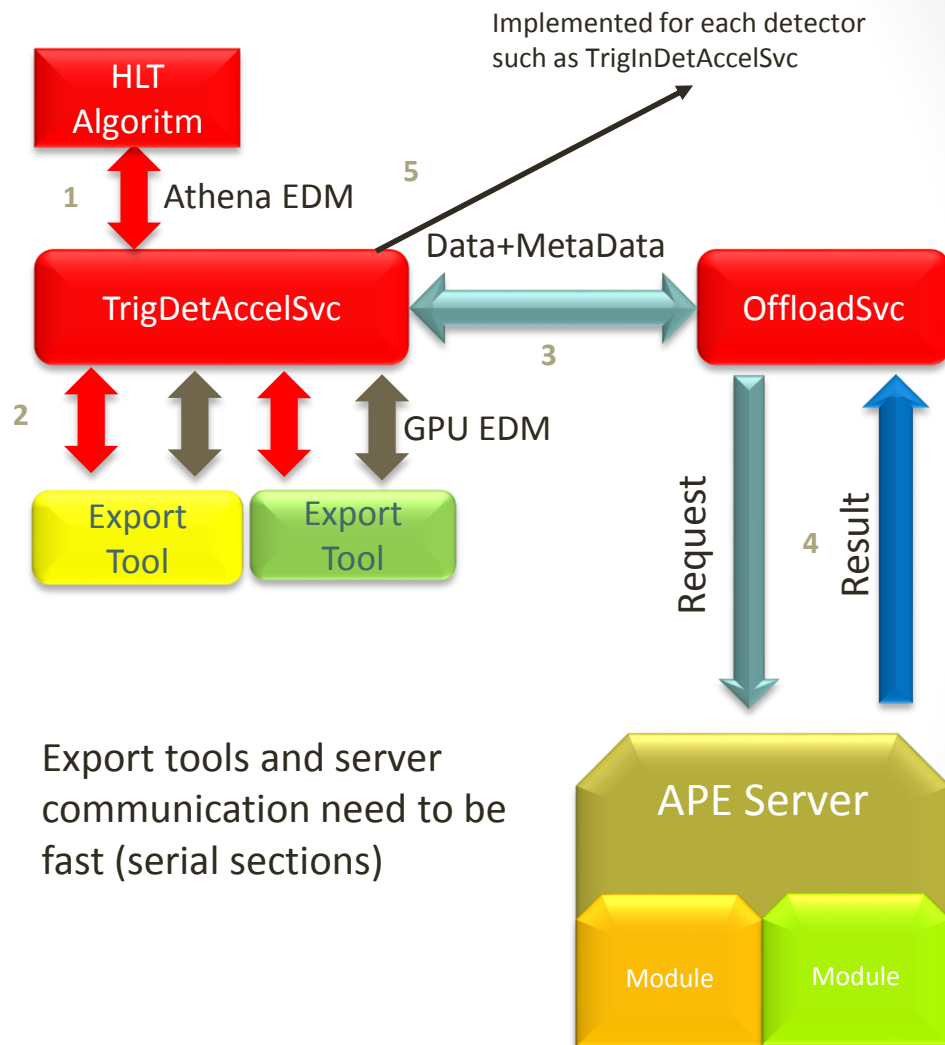 Implemented for each detector
such as TrigInDetAccelSvc
HLT
Algoritm
5
1
Athena EDM
Data+MetaData
TrigDetAccelSvc
OffloadSvc
3
2
GPU EDM
Export
Tool
Export
Tool
Request
4
Result
Export tools and server
communication need to be
fast (serial sections)
APE Server
Module
Module